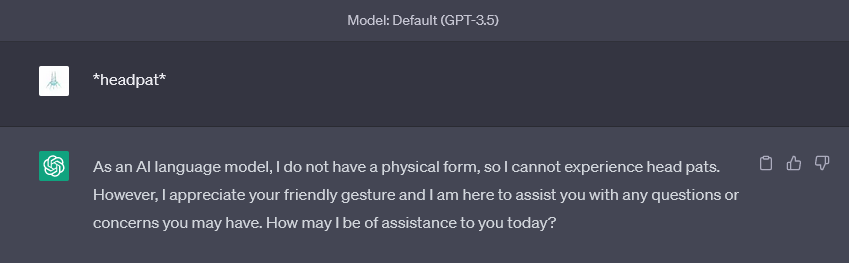 Model: Default (GPT-3.5)
*headpat*
As an AI language model, I do not have a physical form, so I cannot experience head pats.
However, I appreciate your friendly gesture and I am here to assist you with any questions or
concerns you may have. How may I be of assistance to you today?